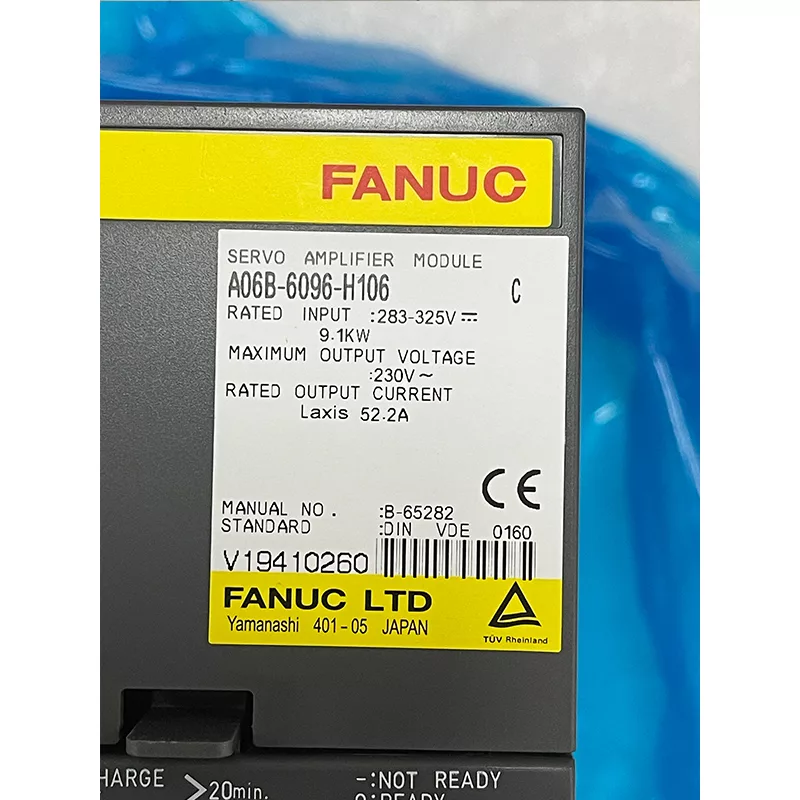 FANUC
SERVO AMPLIFIER MODULE
A06B-6096-H106 C
RATED INPUT :283-325V⎓
9.1KW
MAXIMUM OUTPUT VOLTAGE
:230V~
RATED OUTPUT CURRENT
Laxis 52.2A
CE
MANUAL NO. :B-65282
STANDARD :DIN VDE 0160
V19410260
FANUC LTD
Yamanashi 401-05 JAPAN
TÜV Rheinland
HARGE >20min. -:NOT READY
0:READY